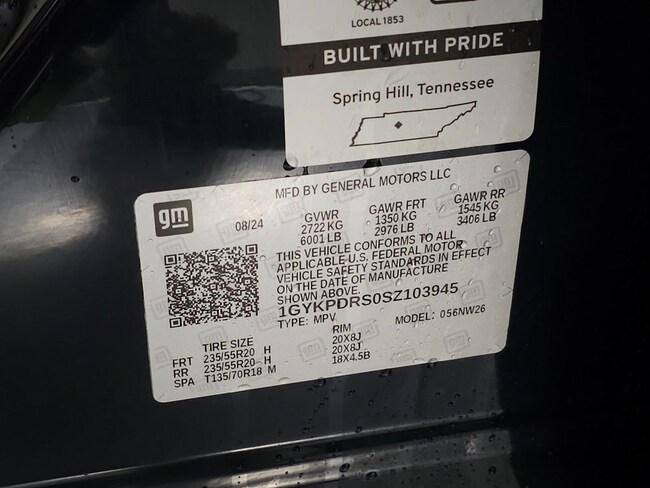 LOCAL 1853
BUILT WITH PRIDE
Spring Hill, Tennessee
MFD BY GENERAL MOTORS LLC
gm
08/24
GVWR
2722 KG
6001 LB
GAWR FRT
1350 KG
2976 LB
GAWR RR
1545 KG
3406 LB
THIS VEHICLE CONFORMS TO ALL
APPLICABLE U.S. FEDERAL MOTOR
VEHICLE SAFETY STANDARDS IN EFFECT
ON THE DATE OF MANUFACTURE
SHOWN ABOVE.
1GYKPDRS0SZ103945
TYPE: MPV MODEL: 056NW26
TIRE SIZE RIM
FRT 235/55R20 H 20X8J
RR 235/55R20 H 20X8J
SPA T135/70R18 M 18X4.5B